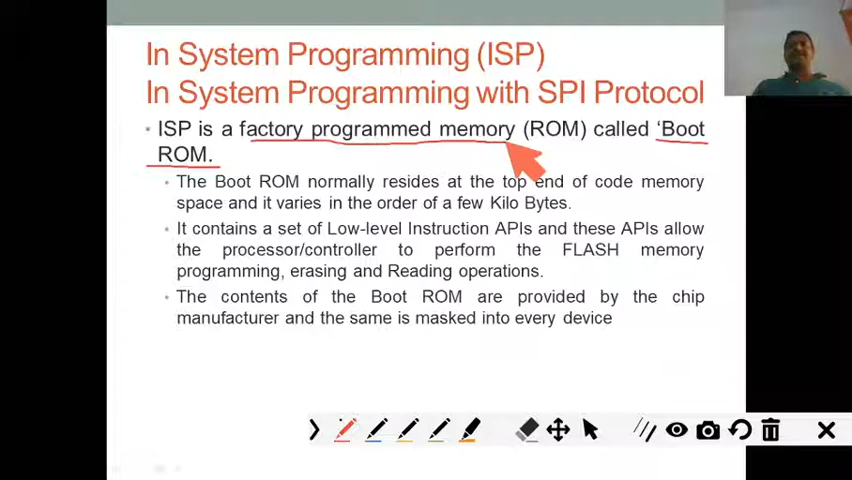 In System Programming (ISP)
In System Programming with SPI Protocol
• ISP is a factory programmed memory (ROM) called ‘Boot
ROM.
• The Boot ROM normally resides at the top end of code memory
space and it varies in the order of a few Kilo Bytes.
• It contains a set of Low-level Instruction APIs and these APIs allow
the processor/controller to perform the FLASH memory
programming, erasing and Reading operations.
• The contents of the Boot ROM are provided by the chip
manufacturer and the same is masked into every device